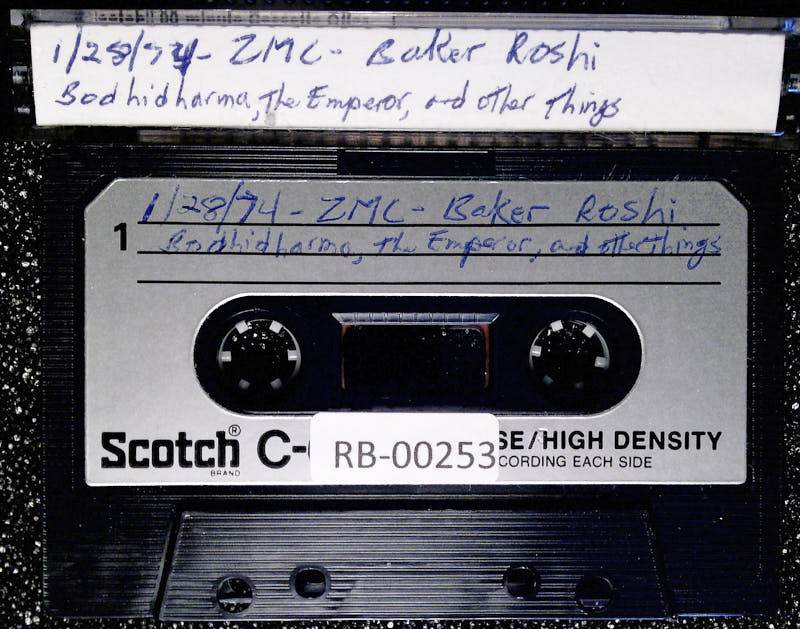 1/28/74 - ZMC - Baker Roshi
Bodhidharma, The Emperor, and other Things
1/28/74 - ZMC - Baker Roshi
1
Bodhidharma, The Emperor, and other Things
Scotch® C-
BRAND
RB-00253
SE/HIGH DENSITY
CORDING EACH SIDE